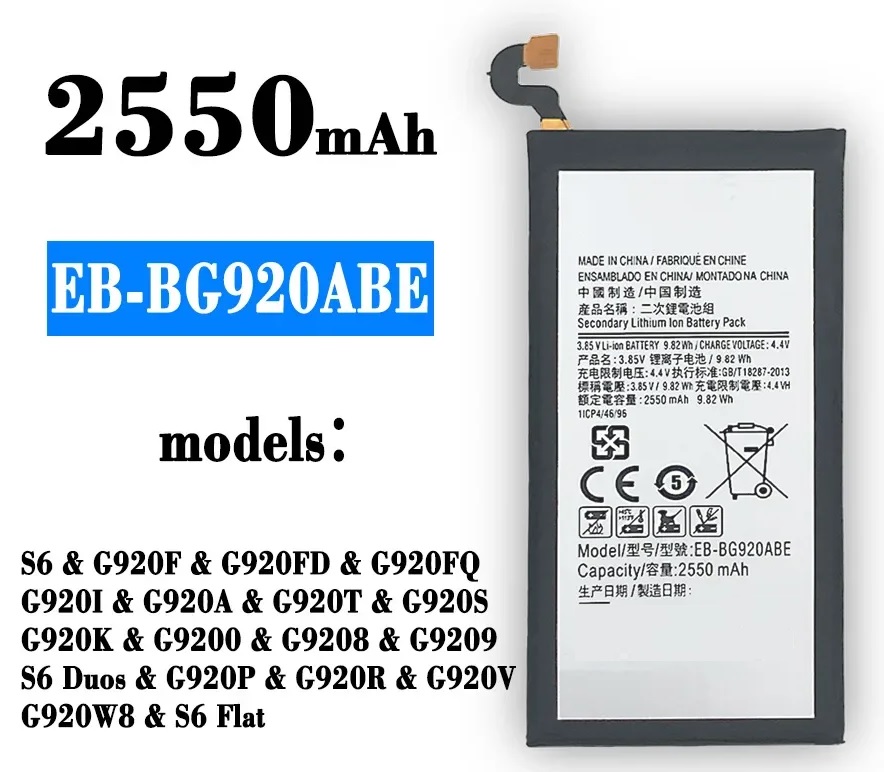 2550mAh
EB-BG920ABE
models:
S6 & G920F & G920FD & G920FQ
G920I & G920A & G920T & G920S
G920K & G9200 & G9208 & G9209
S6 Duos & G920P & G920R & G920V
G920W8 & S6 Flat
MADE IN CHINA / FABRIQUÉ EN CHINE
ENSAMBLADO EN CHINA/ MONTADO NA CHINA
中國制造/中国制造
產品名稱：二次鋰電池組
Secondary Lithium Ion Battery Pack
3.85V Li-ion BATTERY 9.82 Wh / CHARGE VOLTAGE: 4.4V
产品名: 3.85V 锂离子电池 / 9.82 Wh
充电限制电压: 4.4V 执行标准:GB/T18287-2013
標稱電壓: 3.85V / 9.82 Wh 充電限制電壓: 4.4VH
額定電容量: 2550 mAh 9.82 Wh
1ICP4/46/96
CE 5
Model/型号/型號:EB-BG920ABE
Capacity/容量:2550 mAh
生产日期/製造日期: